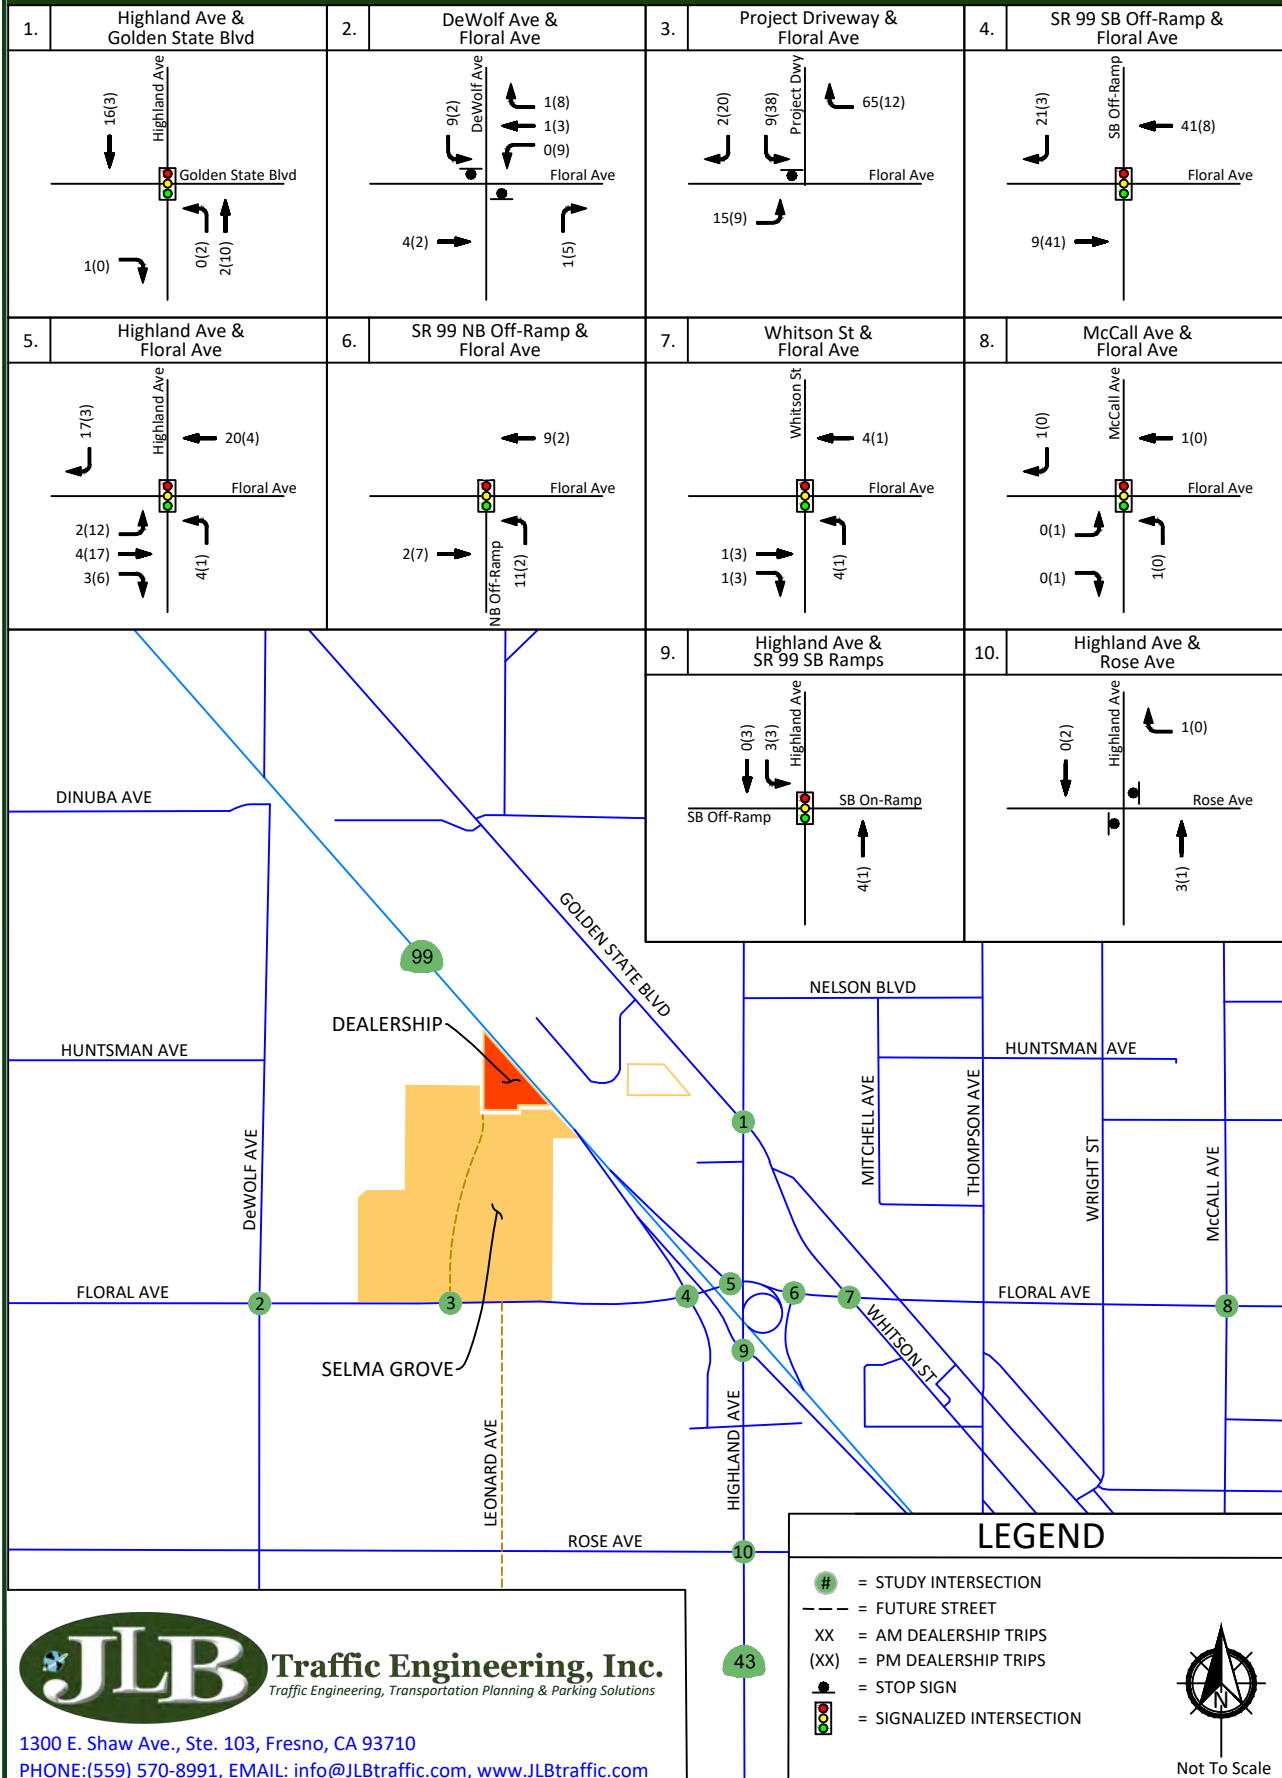 1.
Highland Ave &
Golden State Blvd
16(3)
Highland Ave
Golden State Blvd
1(0)
0(2)
2(10)
2.
DeWolf Ave &
Floral Ave
9(2)
DeWolf Ave
1(8)
1(3)
0(9)
Floral Ave
4(2)
1(5)
3.
Project Driveway &
Floral Ave
2(20)
9(38)
Project Dwy
65(12)
Floral Ave
15(9)
4.
SR 99 SB Off-Ramp &
Floral Ave
21(3)
SB Off-Ramp
41(8)
Floral Ave
9(41)
5.
Highland Ave &
Floral Ave
17(3)
Highland Ave
20(4)
Floral Ave
2(12)
4(17)
3(6)
4(1)
6.
SR 99 NB Off-Ramp &
Floral Ave
9(2)
Floral Ave
2(7)
NB Off-Ramp
11(2)
7.
Whitson St &
Floral Ave
Whitson St
4(1)
Floral Ave
1(3)
1(3)
4(1)
8.
McCall Ave &
Floral Ave
1(0)
McCall Ave
1(0)
Floral Ave
0(1)
0(1)
1(0)
9.
Highland Ave &
SR 99 SB Ramps
0(3)
3(3)
Highland Ave
SB On-Ramp
SB Off-Ramp
4(1)
10.
Highland Ave &
Rose Ave
0(2)
Highland Ave
1(0)
Rose Ave
3(1)
DINUBA AVE
99
GOLDEN STATE BLVD
NELSON BLVD
DEALERSHIP
HUNTSMAN AVE
HUNTSMAN AVE
MITCHELL AVE
THOMPSON AVE
WRIGHT ST
McCALL AVE
DeWOLF AVE
1
FLORAL AVE
2
3
4
5
6
7
FLORAL AVE
8
WHITSON ST
9
SELMA GROVE
LEONARD AVE
HIGHLAND AVE
ROSE AVE
10
43
LEGEND
# = STUDY INTERSECTION
= FUTURE STREET
XX = AM DEALERSHIP TRIPS
(XX) = PM DEALERSHIP TRIPS
= STOP SIGN
= SIGNALIZED INTERSECTION
N
Not To Scale
JLB Traffic Engineering, Inc.
Traffic Engineering, Transportation Planning & Parking Solutions
1300 E. Shaw Ave., Ste. 103, Fresno, CA 93710
PHONE:(559) 570-8991, EMAIL: info@JLBtraffic.com, www.JLBtraffic.com